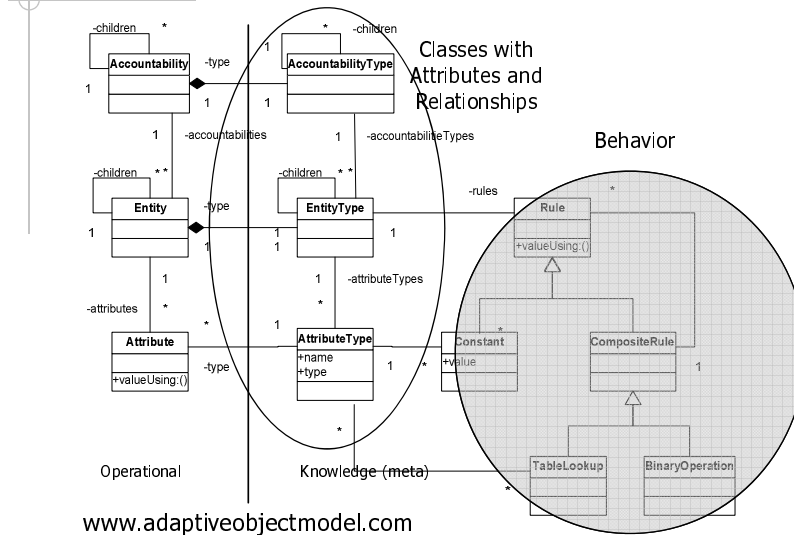 -children
*
-children
*
1
Accountability
-type
AccountabilityType
Classes with
Attributes and
Relationships
1
1
1
1
-accountabilities
1
-accountabilitieTypes
Behavior
*
*
*
*
-children
-children
-rules
*
Entity
-type
EntityType
Rule
1
1
1
1
1
+valueUsing:()
1
1
-attributeTypes
-attributes
*
*
*
1
*
Attribute
AttributeType
Constant
CompositeRule
+name
+value
-type
+type
1
*
1
+valueUsing:()
*
Operational
Knowledge (meta)
TableLookup
BinaryOperation
*
www.adaptiveobjectmodel.com